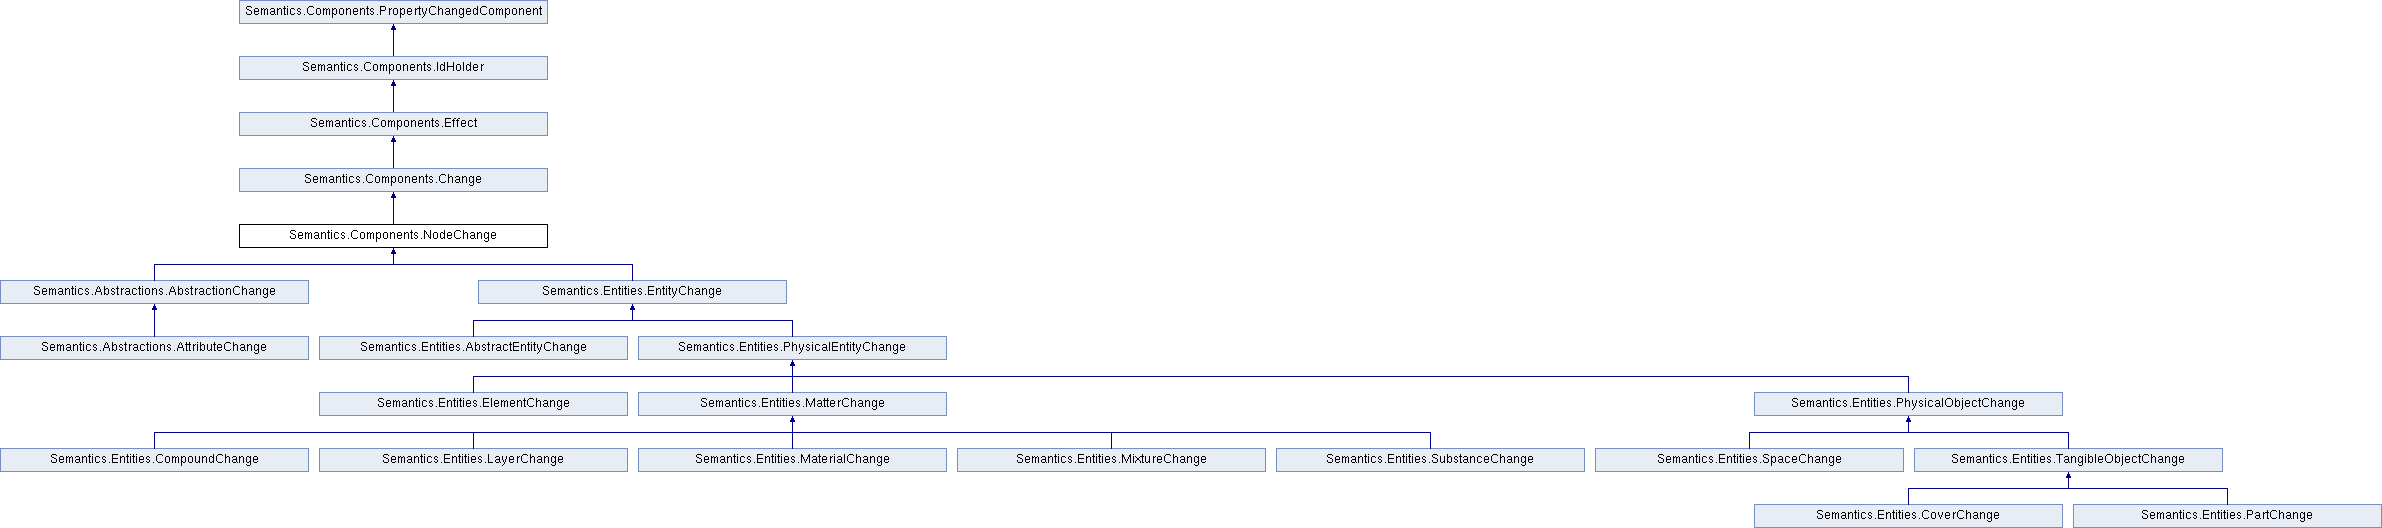 Semantics.Components.PropertyChangedComponent
Semantics.Components.IdHolder
Semantics.Components.Effect
Semantics.Components.Change
Semantics.Components.NodeChange
Semantics.Abstractions.AbstractionChange
Semantics.Entities.EntityChange
Semantics.Abstractions.AttributeChange
Semantics.Entities.AbstractEntityChange
Semantics.Entities.PhysicalEntityChange
Semantics.Entities.ElementChange
Semantics.Entities.MatterChange
Semantics.Entities.PhysicalObjectChange
Semantics.Entities.CompoundChange
Semantics.Entities.LayerChange
Semantics.Entities.MaterialChange
Semantics.Entities.MixtureChange
Semantics.Entities.SubstanceChange
Semantics.Entities.SpaceChange
Semantics.Entities.TangibleObjectChange
Semantics.Entities.CoverChange
Semantics.Entities.PartChange